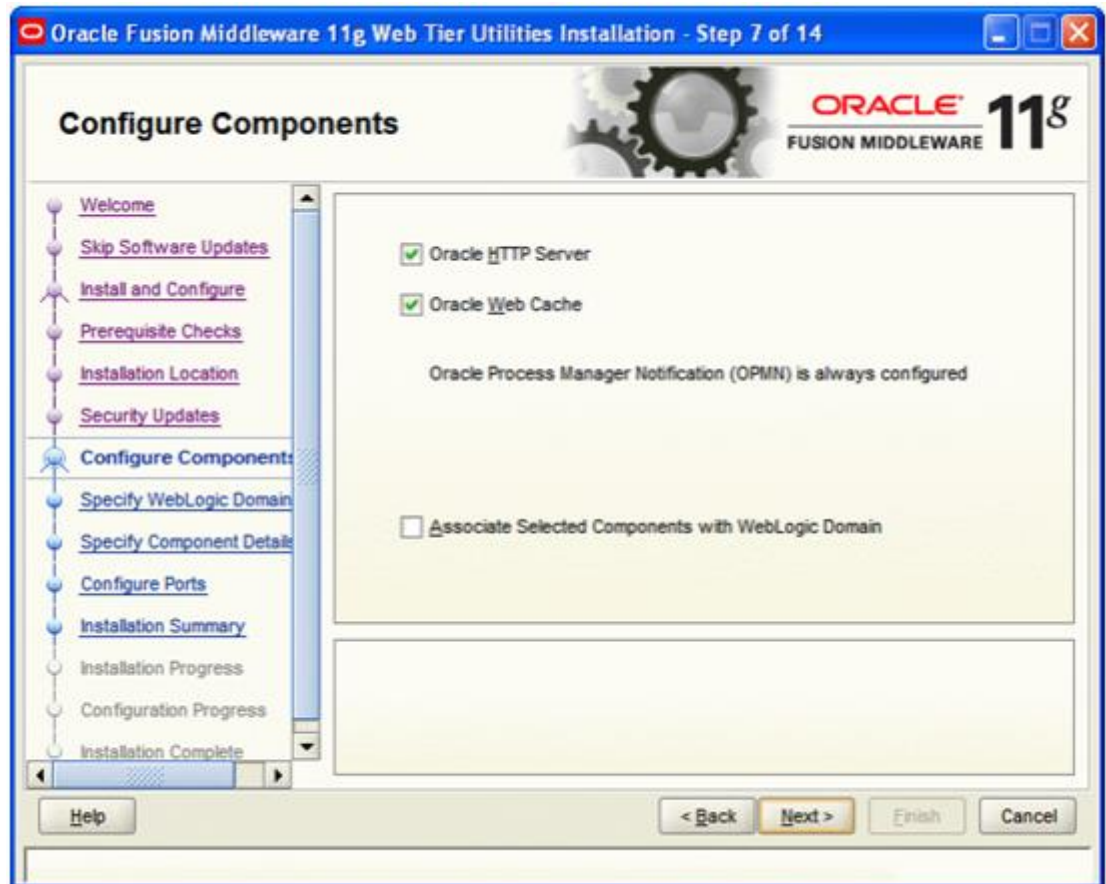 Oracle Fusion Middleware 11g Web Tier Utilities Installation - Step 7 of 14
Configure Components
ORACLE
FUSION MIDDLEWARE
11g
Welcome
Skip Software Updates
Install and Configure
Prerequisite Checks
Installation Location
Security Updates
Configure Components
Specify WebLogic Domain
Specify Component Details
Configure Ports
Installation Summary
Installation Progress
Configuration Progress
Installation Complete
Oracle HTTP Server
Oracle Web Cache
Oracle Process Manager Notification (OPMN) is always configured
Associate Selected Components with WebLogic Domain
Help
< Back
Next >
Finish
Cancel